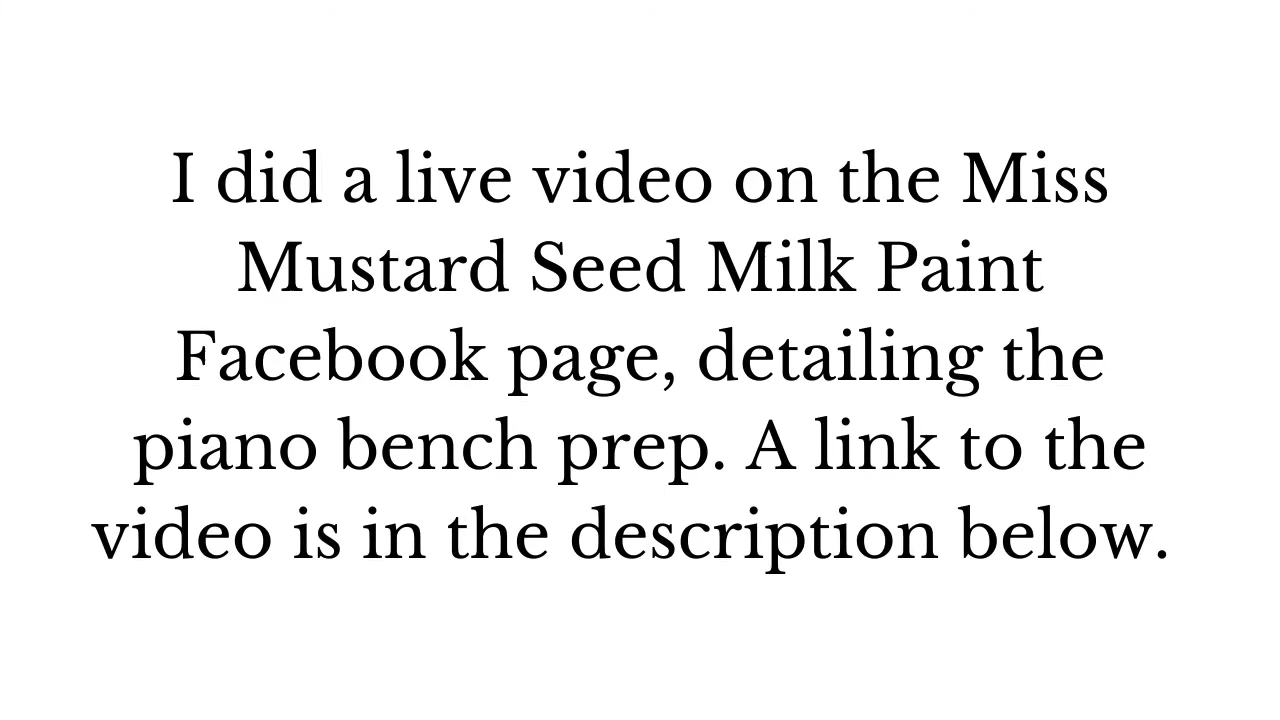 I did a live video on the Miss
Mustard Seed Milk Paint
Facebook page, detailing the
piano bench prep. A link to the
video is in the description below.